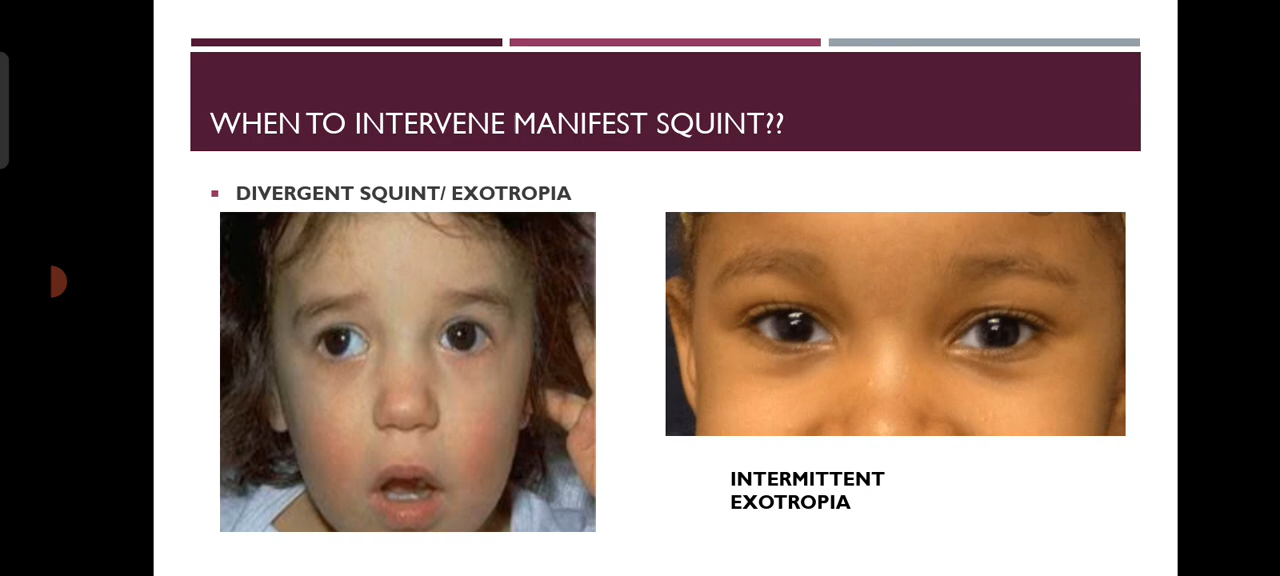 WHEN TO INTERVENE MANIFEST SQUINT??
DIVERGENT SQUINT/ EXOTROPIA
INTERMITTENT
EXOTROPIA